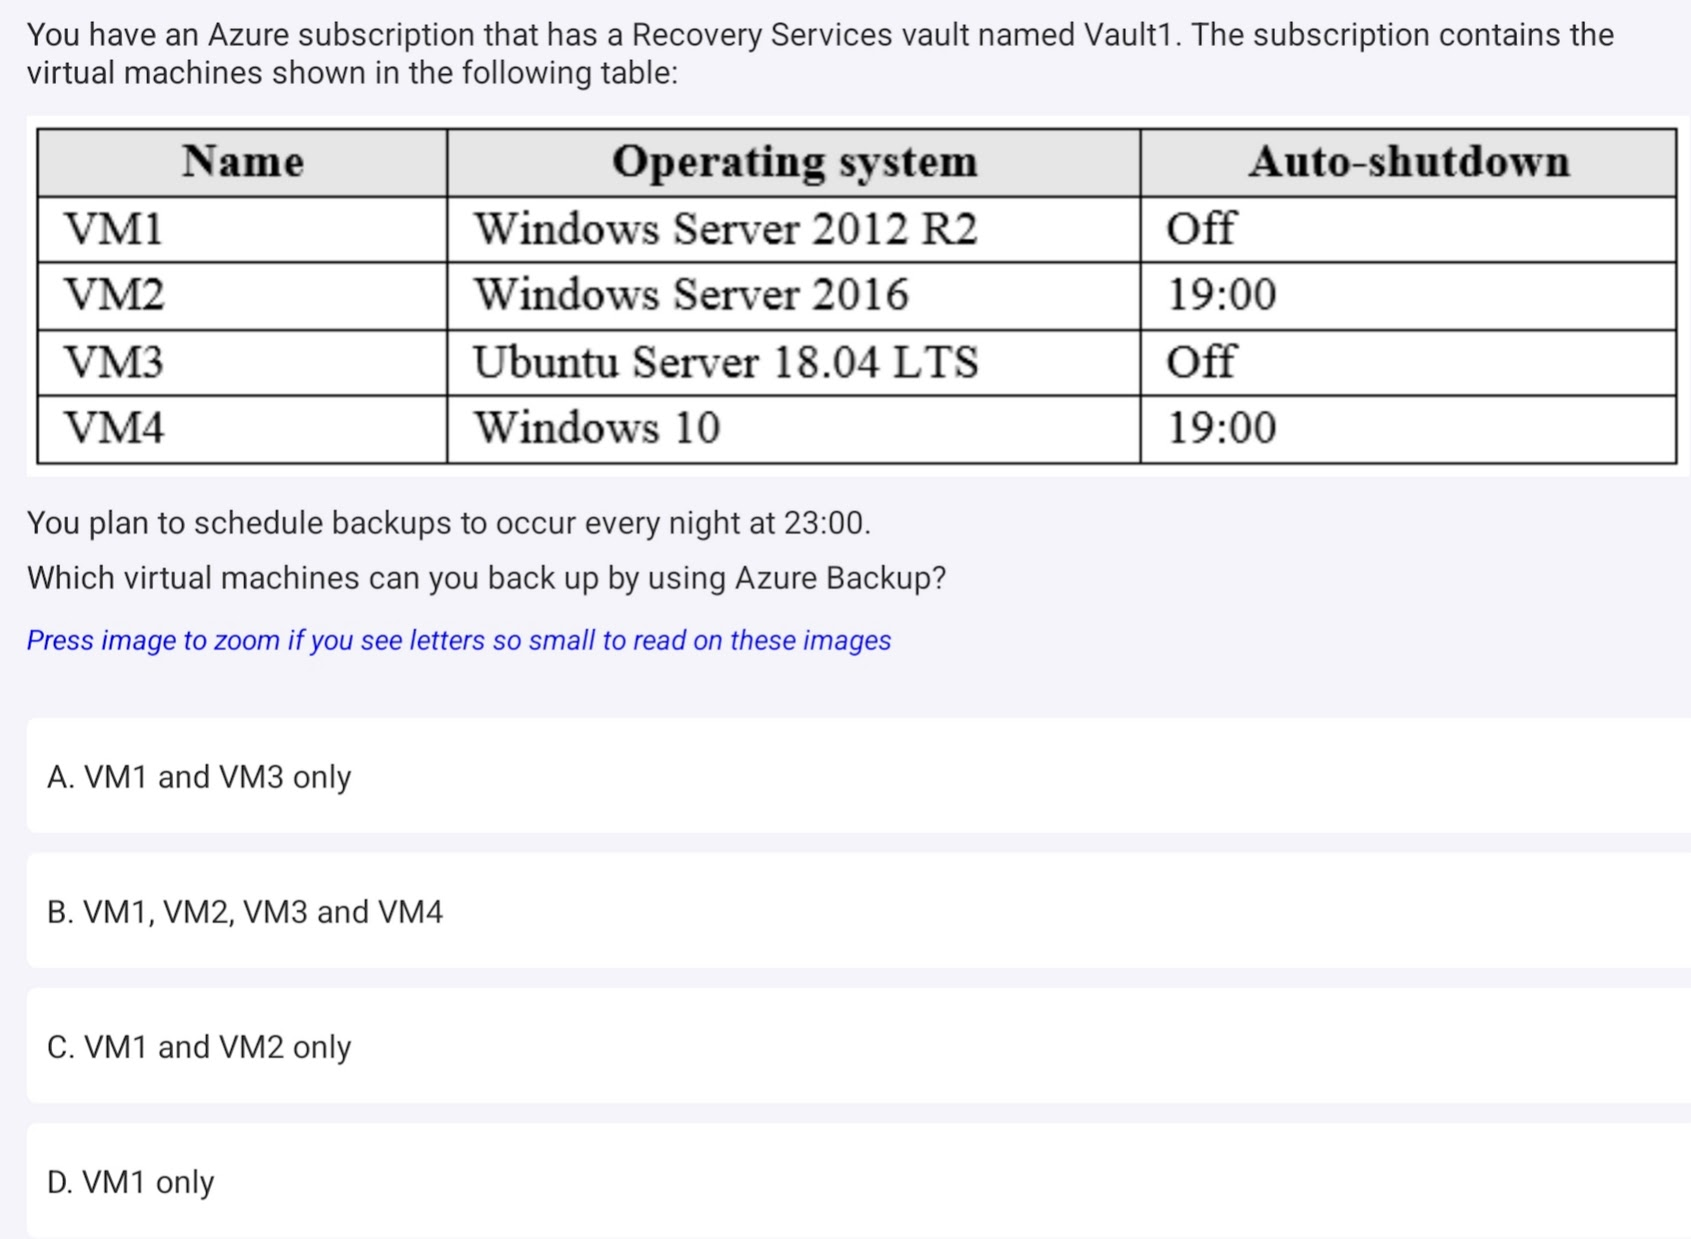 You have an Azure subscription that has a Recovery Services vault named Vault1. The subscription contains the
virtual machines shown in the following table:
Name Operating system Auto-shutdown
VM1 Windows Server 2012 R2 Off
VM2 Windows Server 2016 19:00
VM3 Ubuntu Server 18.04 LTS Off
VM4 Windows 10 19:00
You plan to schedule backups to occur every night at 23:00.
Which virtual machines can you back up by using Azure Backup?
Press image to zoom if you see letters so small to read on these images
A. VM1 and VM3 only
B. VM1, VM2, VM3 and VM4
C. VM1 and VM2 only
D. VM1 only